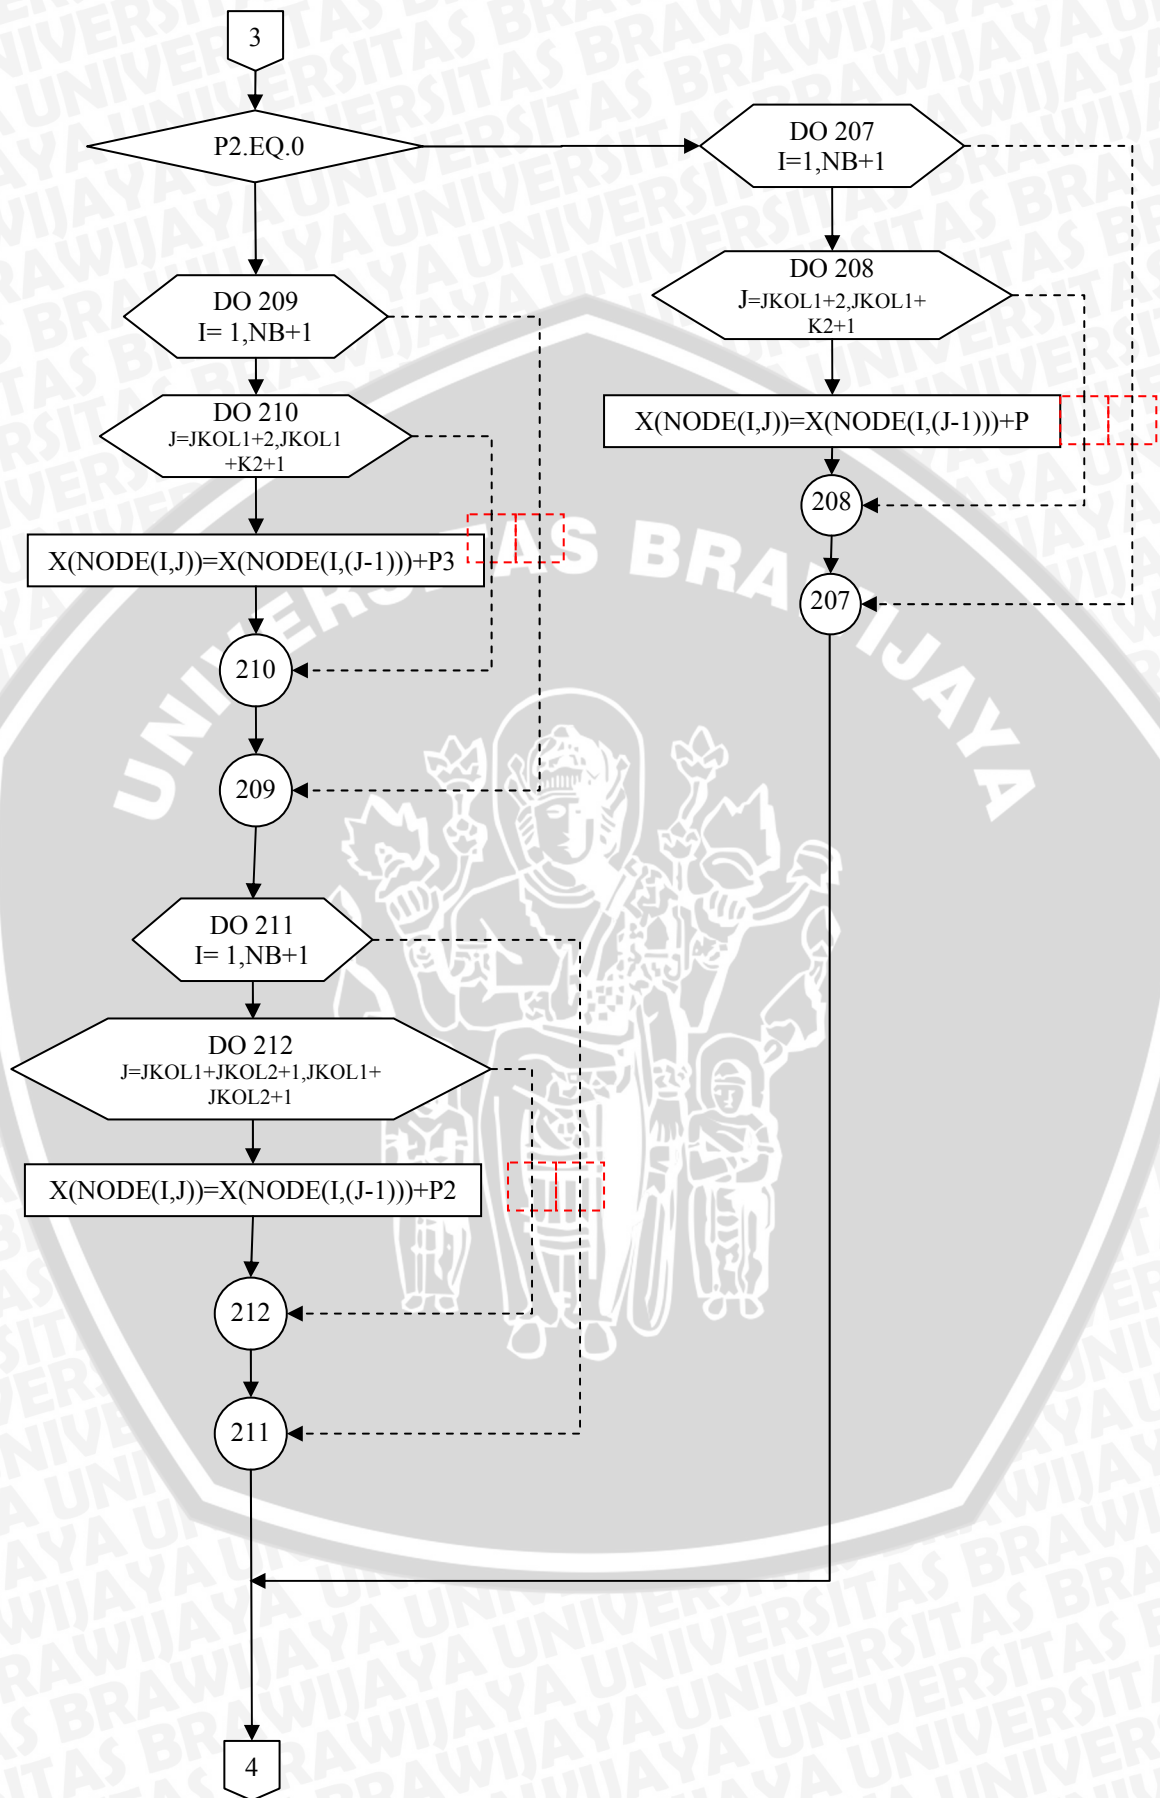 3
P2.EQ.0
DO 209
I= 1,NB+1
DO 210
J=JKOL1+2,JKOL1
+K2+1
X(NODE(I,J))=X(NODE(I,(J-1)))+P3
210
209
DO 211
I= 1,NB+1
DO 212
J=JKOL1+JKOL2+1,JKOL1+
JKOL2+1
X(NODE(I,J))=X(NODE(I,(J-1)))+P2
212
211
4
DO 207
I=1,NB+1
DO 208
J=JKOL1+2,JKOL1+
K2+1
X(NODE(I,J))=X(NODE(I,(J-1)))+P
208
207
UNIVERSITAS BRAWIJAYA